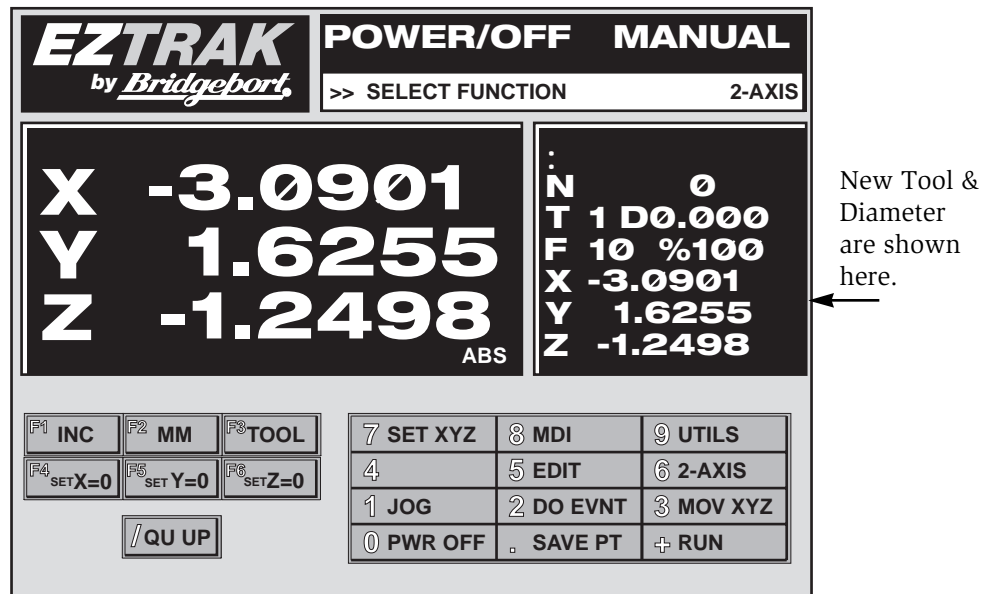 EZTRAK
by Bridgeport.
POWER/OFF MANUAL
>> SELECT FUNCTION 2-AXIS
X -3.0901
Y 1.6255
Z -1.2498
ABS
:
N 0
T 1 D0.000
F 10 %100
X -3.0901
Y 1.6255
Z -1.2498
New Tool &
Diameter
are shown
here.
F1 INC F2 MM F3 TOOL
F4 SET X=0 F5 SET Y=0 F6 SET Z=0
/ QU UP
7 SET XYZ 8 MDI 9 UTILS
4 5 EDIT 6 2-AXIS
1 JOG 2 DO EVNT 3 MOV XYZ
0 PWR OFF . SAVE PT + RUN